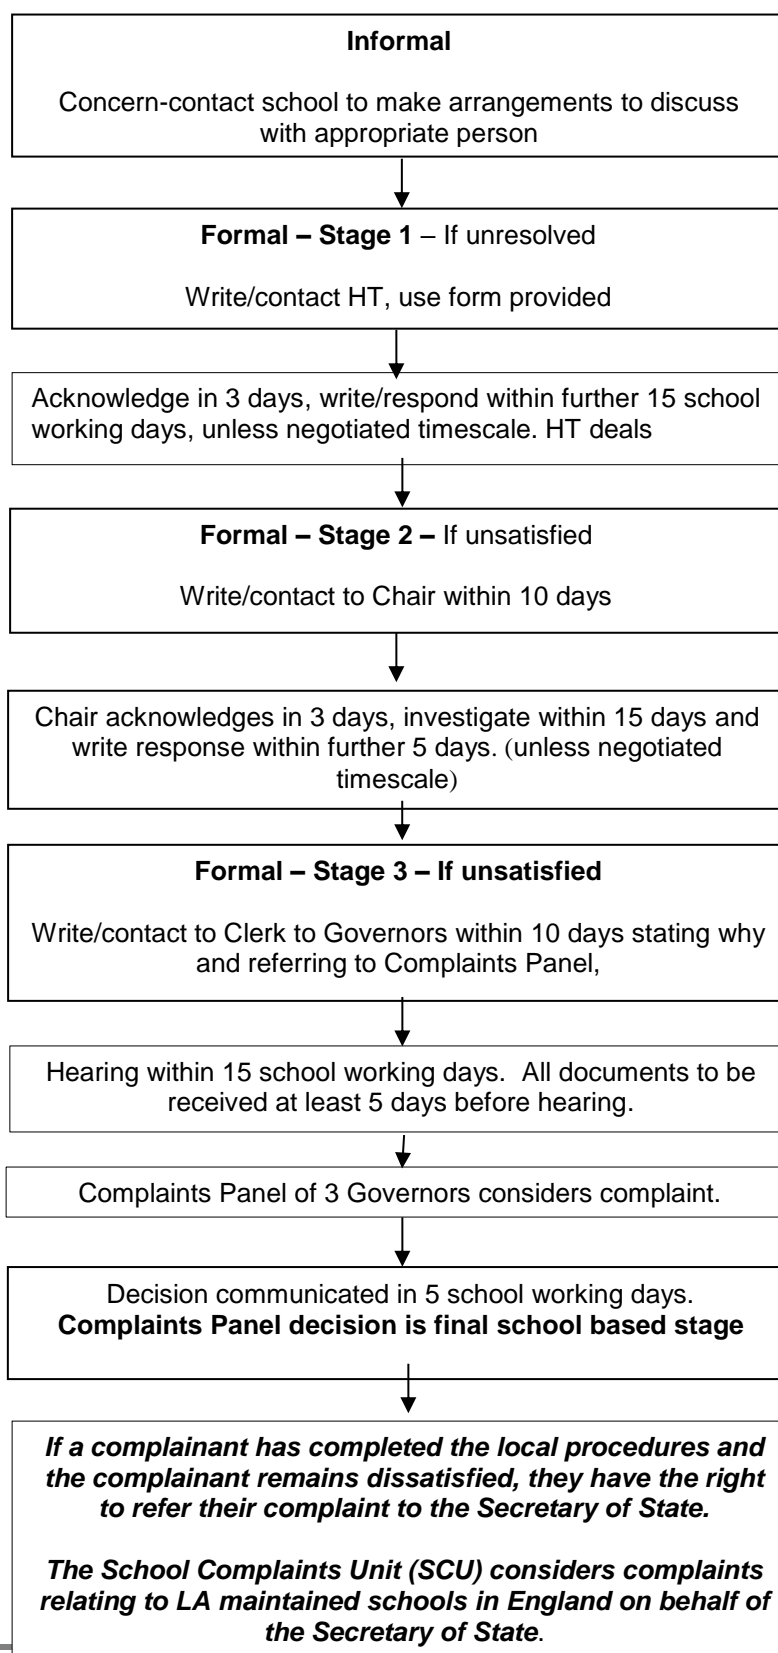 Informal
Concern-contact school to make arrangements to discuss
with appropriate person
Formal – Stage 1 – If unresolved
Write/contact HT, use form provided
Acknowledge in 3 days, write/respond within further 15 school
working days, unless negotiated timescale. HT deals
Formal – Stage 2 – If unsatisfied
Write/contact to Chair within 10 days
Chair acknowledges in 3 days, investigate within 15 days and
write response within further 5 days. (unless negotiated
timescale)
Formal – Stage 3 – If unsatisfied
Write/contact to Clerk to Governors within 10 days stating why
and referring to Complaints Panel,
Hearing within 15 school working days. All documents to be
received at least 5 days before hearing.
Complaints Panel of 3 Governors considers complaint.
Decision communicated in 5 school working days.
Complaints Panel decision is final school based stage
If a complainant has completed the local procedures and
the complainant remains dissatisfied, they have the right
to refer their complaint to the Secretary of State.
The School Complaints Unit (SCU) considers complaints
relating to LA maintained schools in England on behalf of
the Secretary of State.